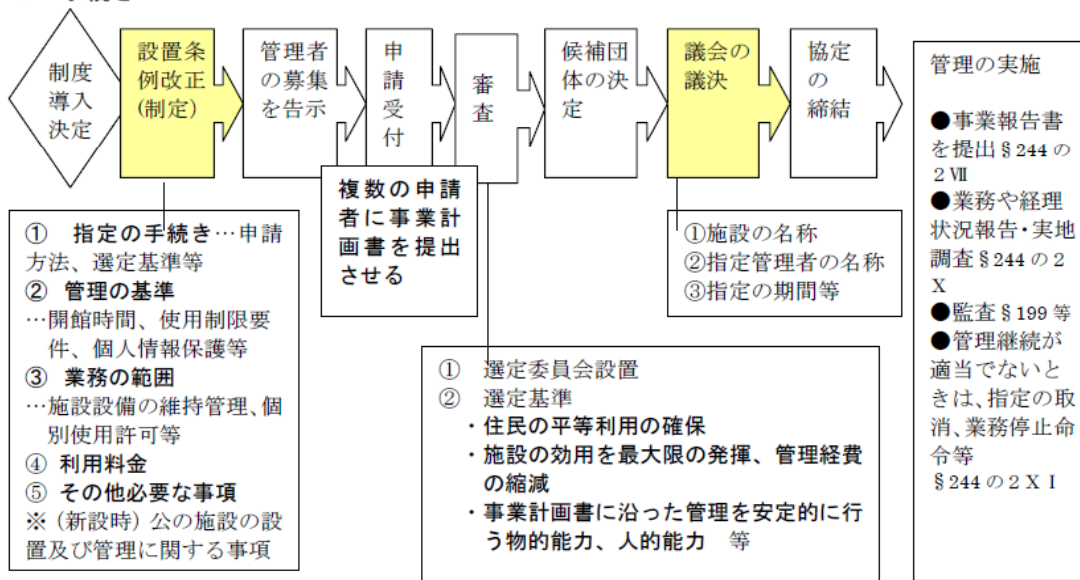 制度
導入
決定
設置条
例改正
(制定)
管理者
の募集
を告示
申
請
受
付
審
査
候補団
体の決
定
議会の
議決
協定
の
締結
管理の実施
●事業報告書
を提出§244の
2Ⅶ
●業務や経理
状況報告・実地
調査§244の2
X
●監査§199等
●管理継続が
適当でないと
きは、指定の取
消、業務停止命
令等
§244の2ⅩⅠ
複数の申請
者に事業計
画書を提出
させる
① 指定の手続き…申請
方法、選定基準等
② 管理の基準
…開館時間、使用制限要
件、個人情報保護等
③ 業務の範囲
…施設設備の維持管理、個
別使用許可等
④ 利用料金
⑤ その他必要な事項
※（新設時）公の施設の設
置及び管理に関する事項
①施設の名称
②指定管理者の名称
③指定の期間等
① 選定委員会設置
② 選定基準
・住民の平等利用の確保
・施設の効用を最大限の発揮、管理経費
の縮減
・事業計画書に沿った管理を安定的に行
う物的能力、人的能力 等